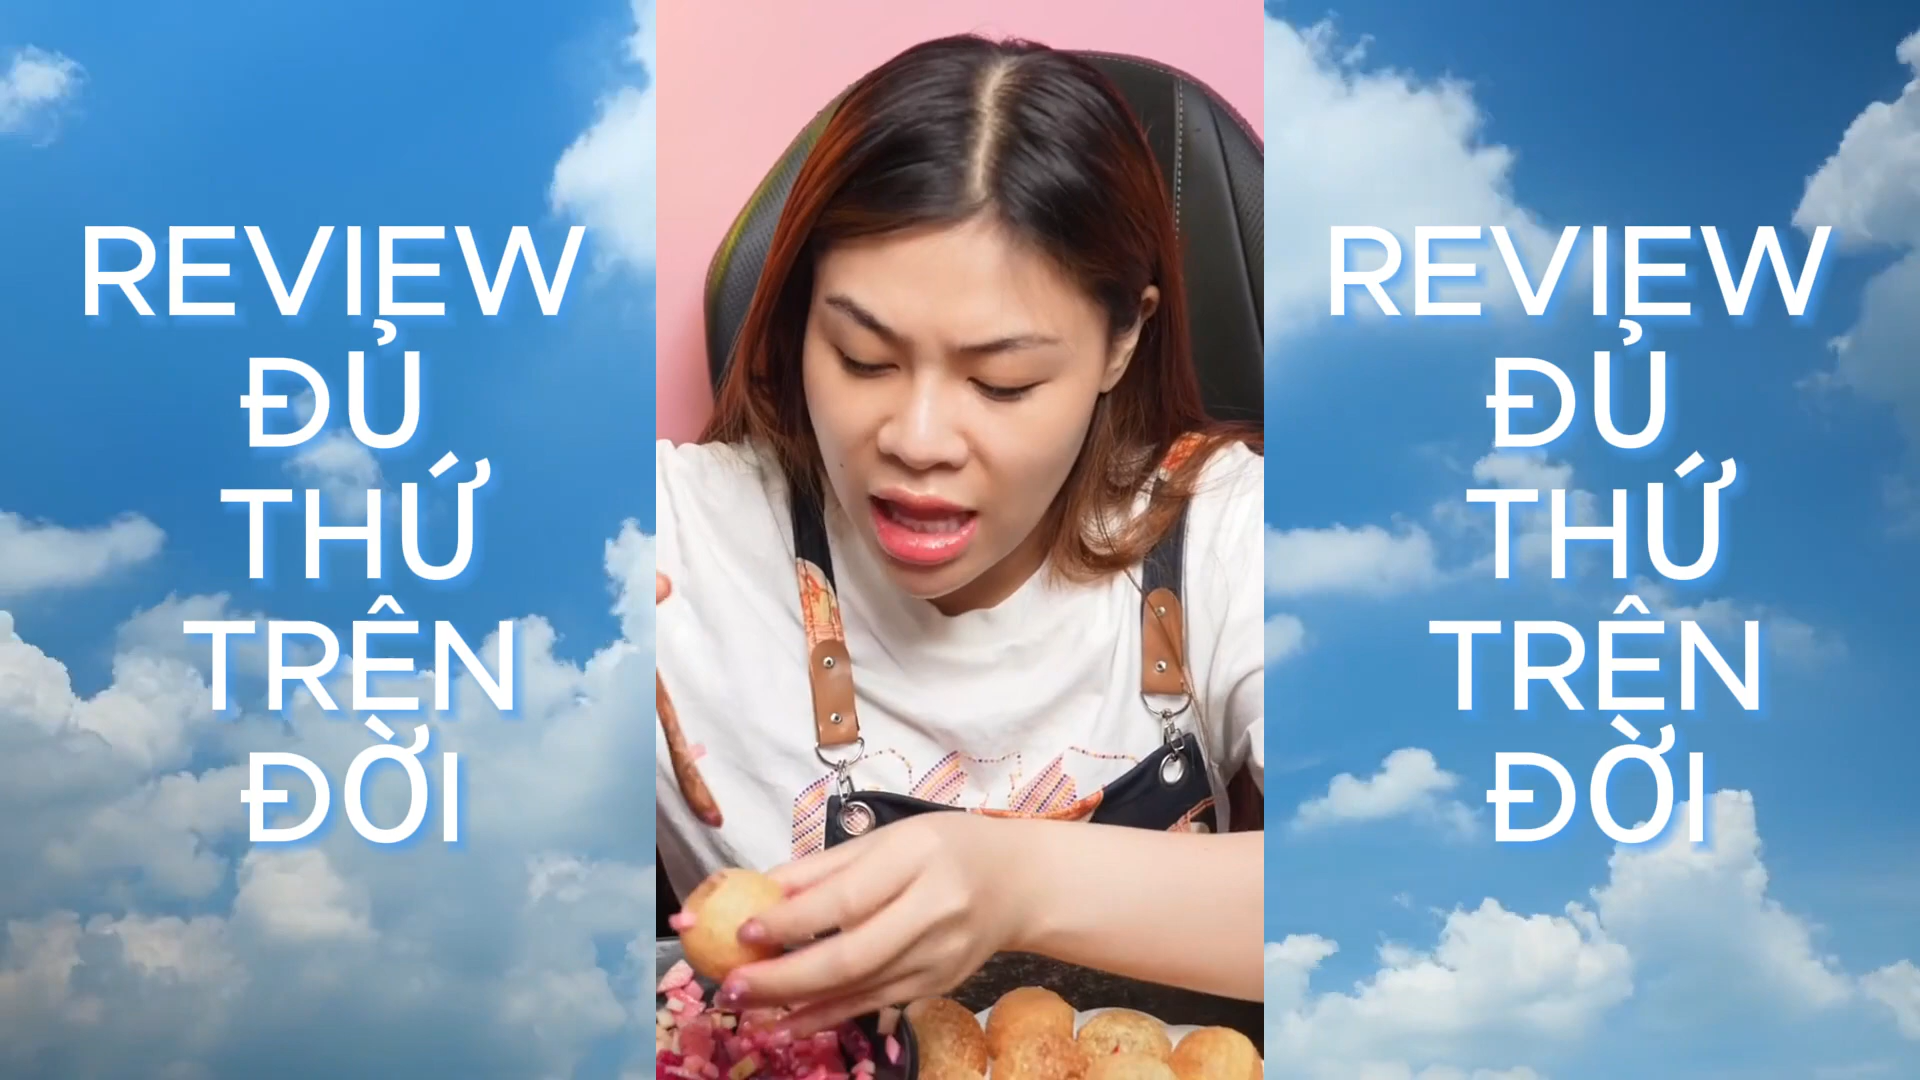 REVIEW
ĐỦ
THỨ
TRÊN
ĐỜI
REVIEW
ĐỦ
THỨ
TRÊN
ĐỜI